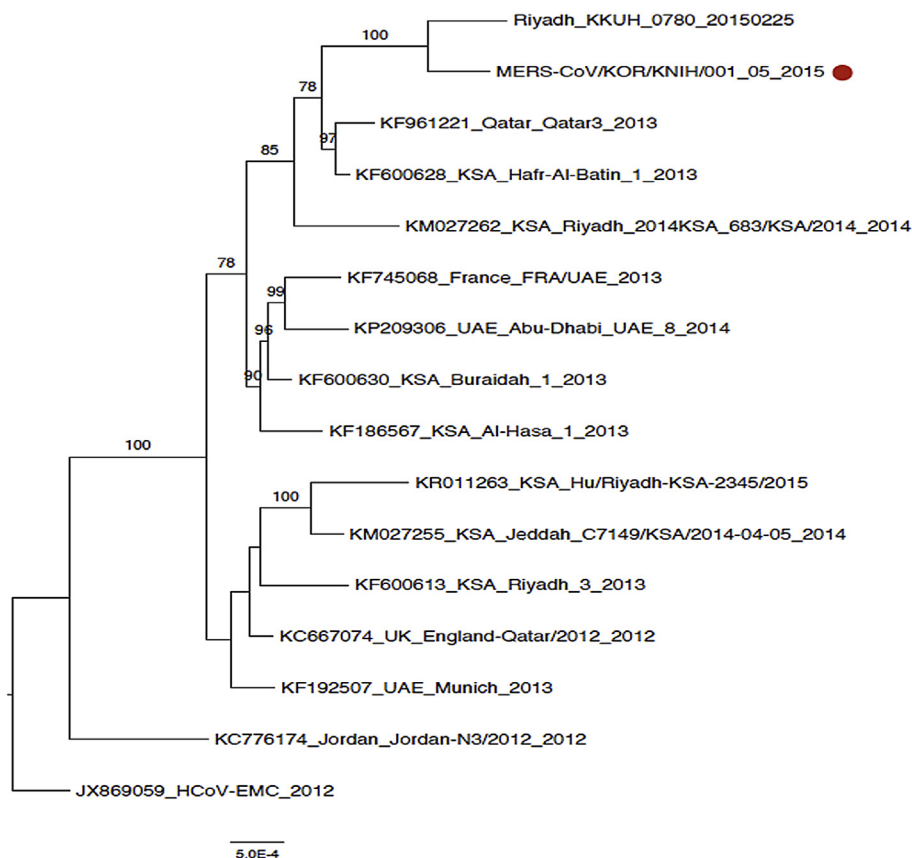 Riyadh_KKUH_0780_20150225
100
MERS-CoV/KOR/KNIH/001_05_2015
78
KF961221_Qatar_Qatar3_2013
97
85
KF600628_KSA_Hafr-Al-Batin_1_2013
KM027262_KSA_Riyadh_2014KSA_683/KSA/2014_2014
78
KF745068_France_FRA/UAE_2013
99
KP209306_UAE_Abu-Dhabi_UAE_8_2014
96
90
KF600630_KSA_Buraidah_1_2013
KF186567_KSA_Al-Hasa_1_2013
100
KR011263_KSA_Hu/Riyadh-KSA-2345/2015
100
KM027255_KSA_Jeddah_C7149/KSA/2014-04-05_2014
KF600613_KSA_Riyadh_3_2013
KC667074_UK_England-Qatar/2012_2012
KF192507_UAE_Munich_2013
KC776174_Jordan_Jordan-N3/2012_2012
JX869059_HCoV-EMC_2012
5.0E-4